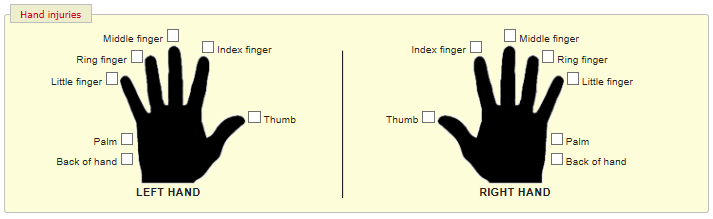 Hand injuries
Middle finger
Index finger
Ring finger
Little finger
Thumb
Palm
Back of hand
LEFT HAND
Middle finger
Index finger
Ring finger
Little finger
Thumb
Palm
Back of hand
RIGHT HAND